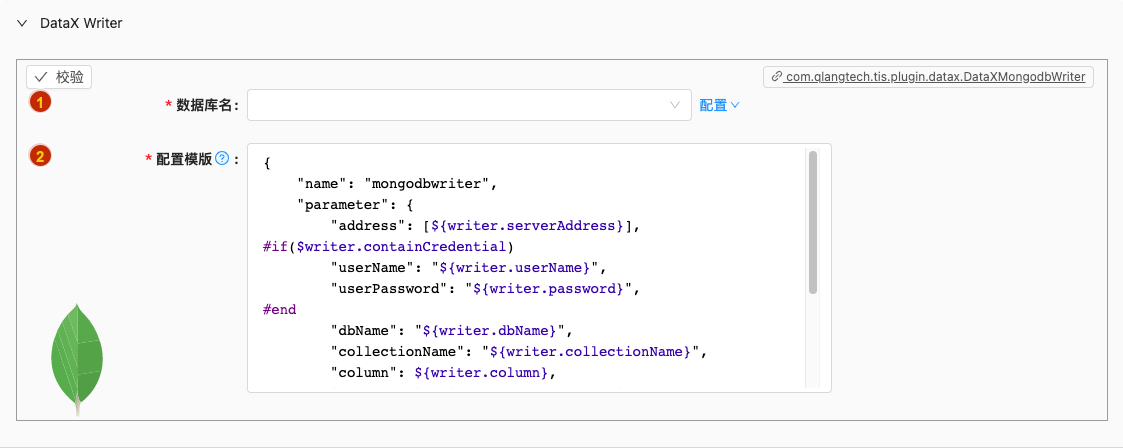 DataX Writer
校验
com.qlangtech.tis.plugin.datax.DataXMongodbWriter
1
* 数据库名:
配置
2
* 配置模版 ? :
{
    "name": "mongodbwriter",
    "parameter": {
        "address": [${writer.serverAddress}],
#if($writer.containCredential)
        "userName": "${writer.userName}",
        "userPassword": "${writer.password}",
#end
        "dbName": "${writer.dbName}",
        "collectionName": "${writer.collectionName}",
        "column": ${writer.column},